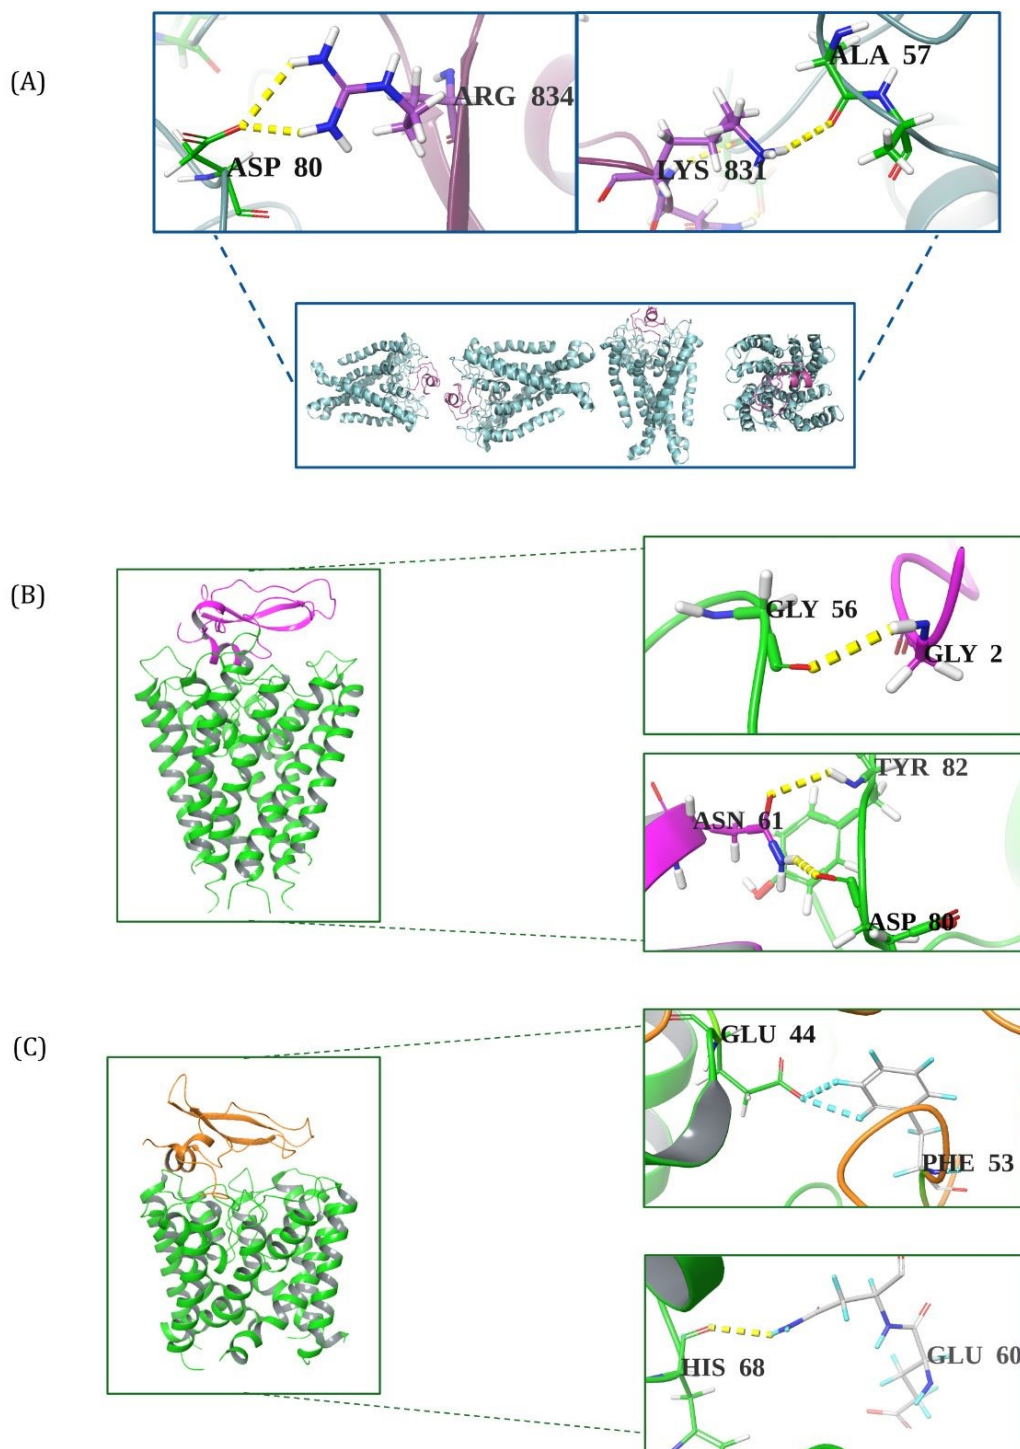 (A)
ASP 80
ARG 834
LYS 831
ALA 57
(B)
GLY 56
GLY 2
TYR 82
ASN 61
ASP 80
(C)
GLU 44
PHE 53
HIS 68
GLU 60